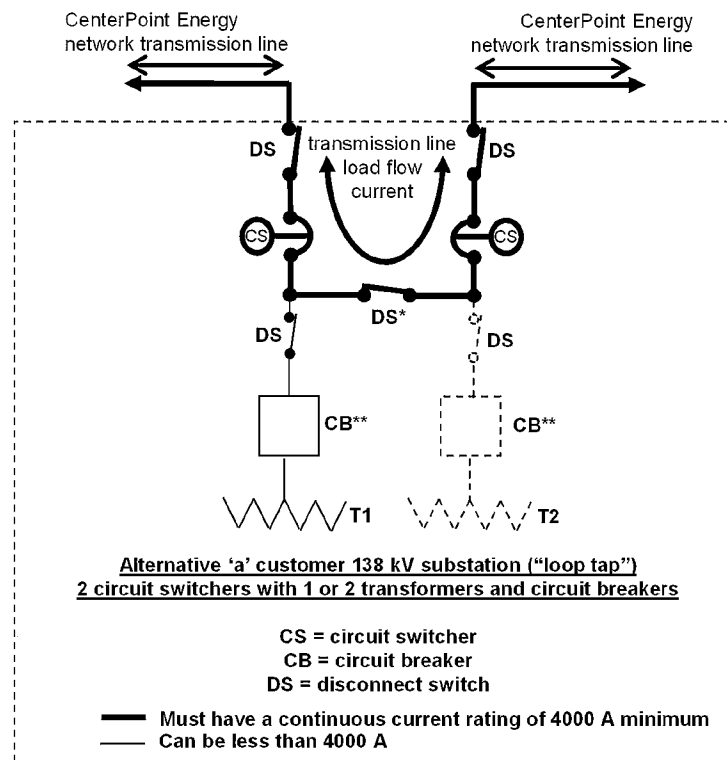 CenterPoint Energy
network transmission line
CenterPoint Energy
network transmission line
DS
transmission line
load flow
current
DS
CS
CS
DS*
DS
DS
CB**
CB**
T1
T2
Alternative ‘a’ customer 138 kV substation (“loop tap”)
2 circuit switchers with 1 or 2 transformers and circuit breakers
CS = circuit switcher
CB = circuit breaker
DS = disconnect switch
Must have a continuous current rating of 4000 A minimum
Can be less than 4000 A